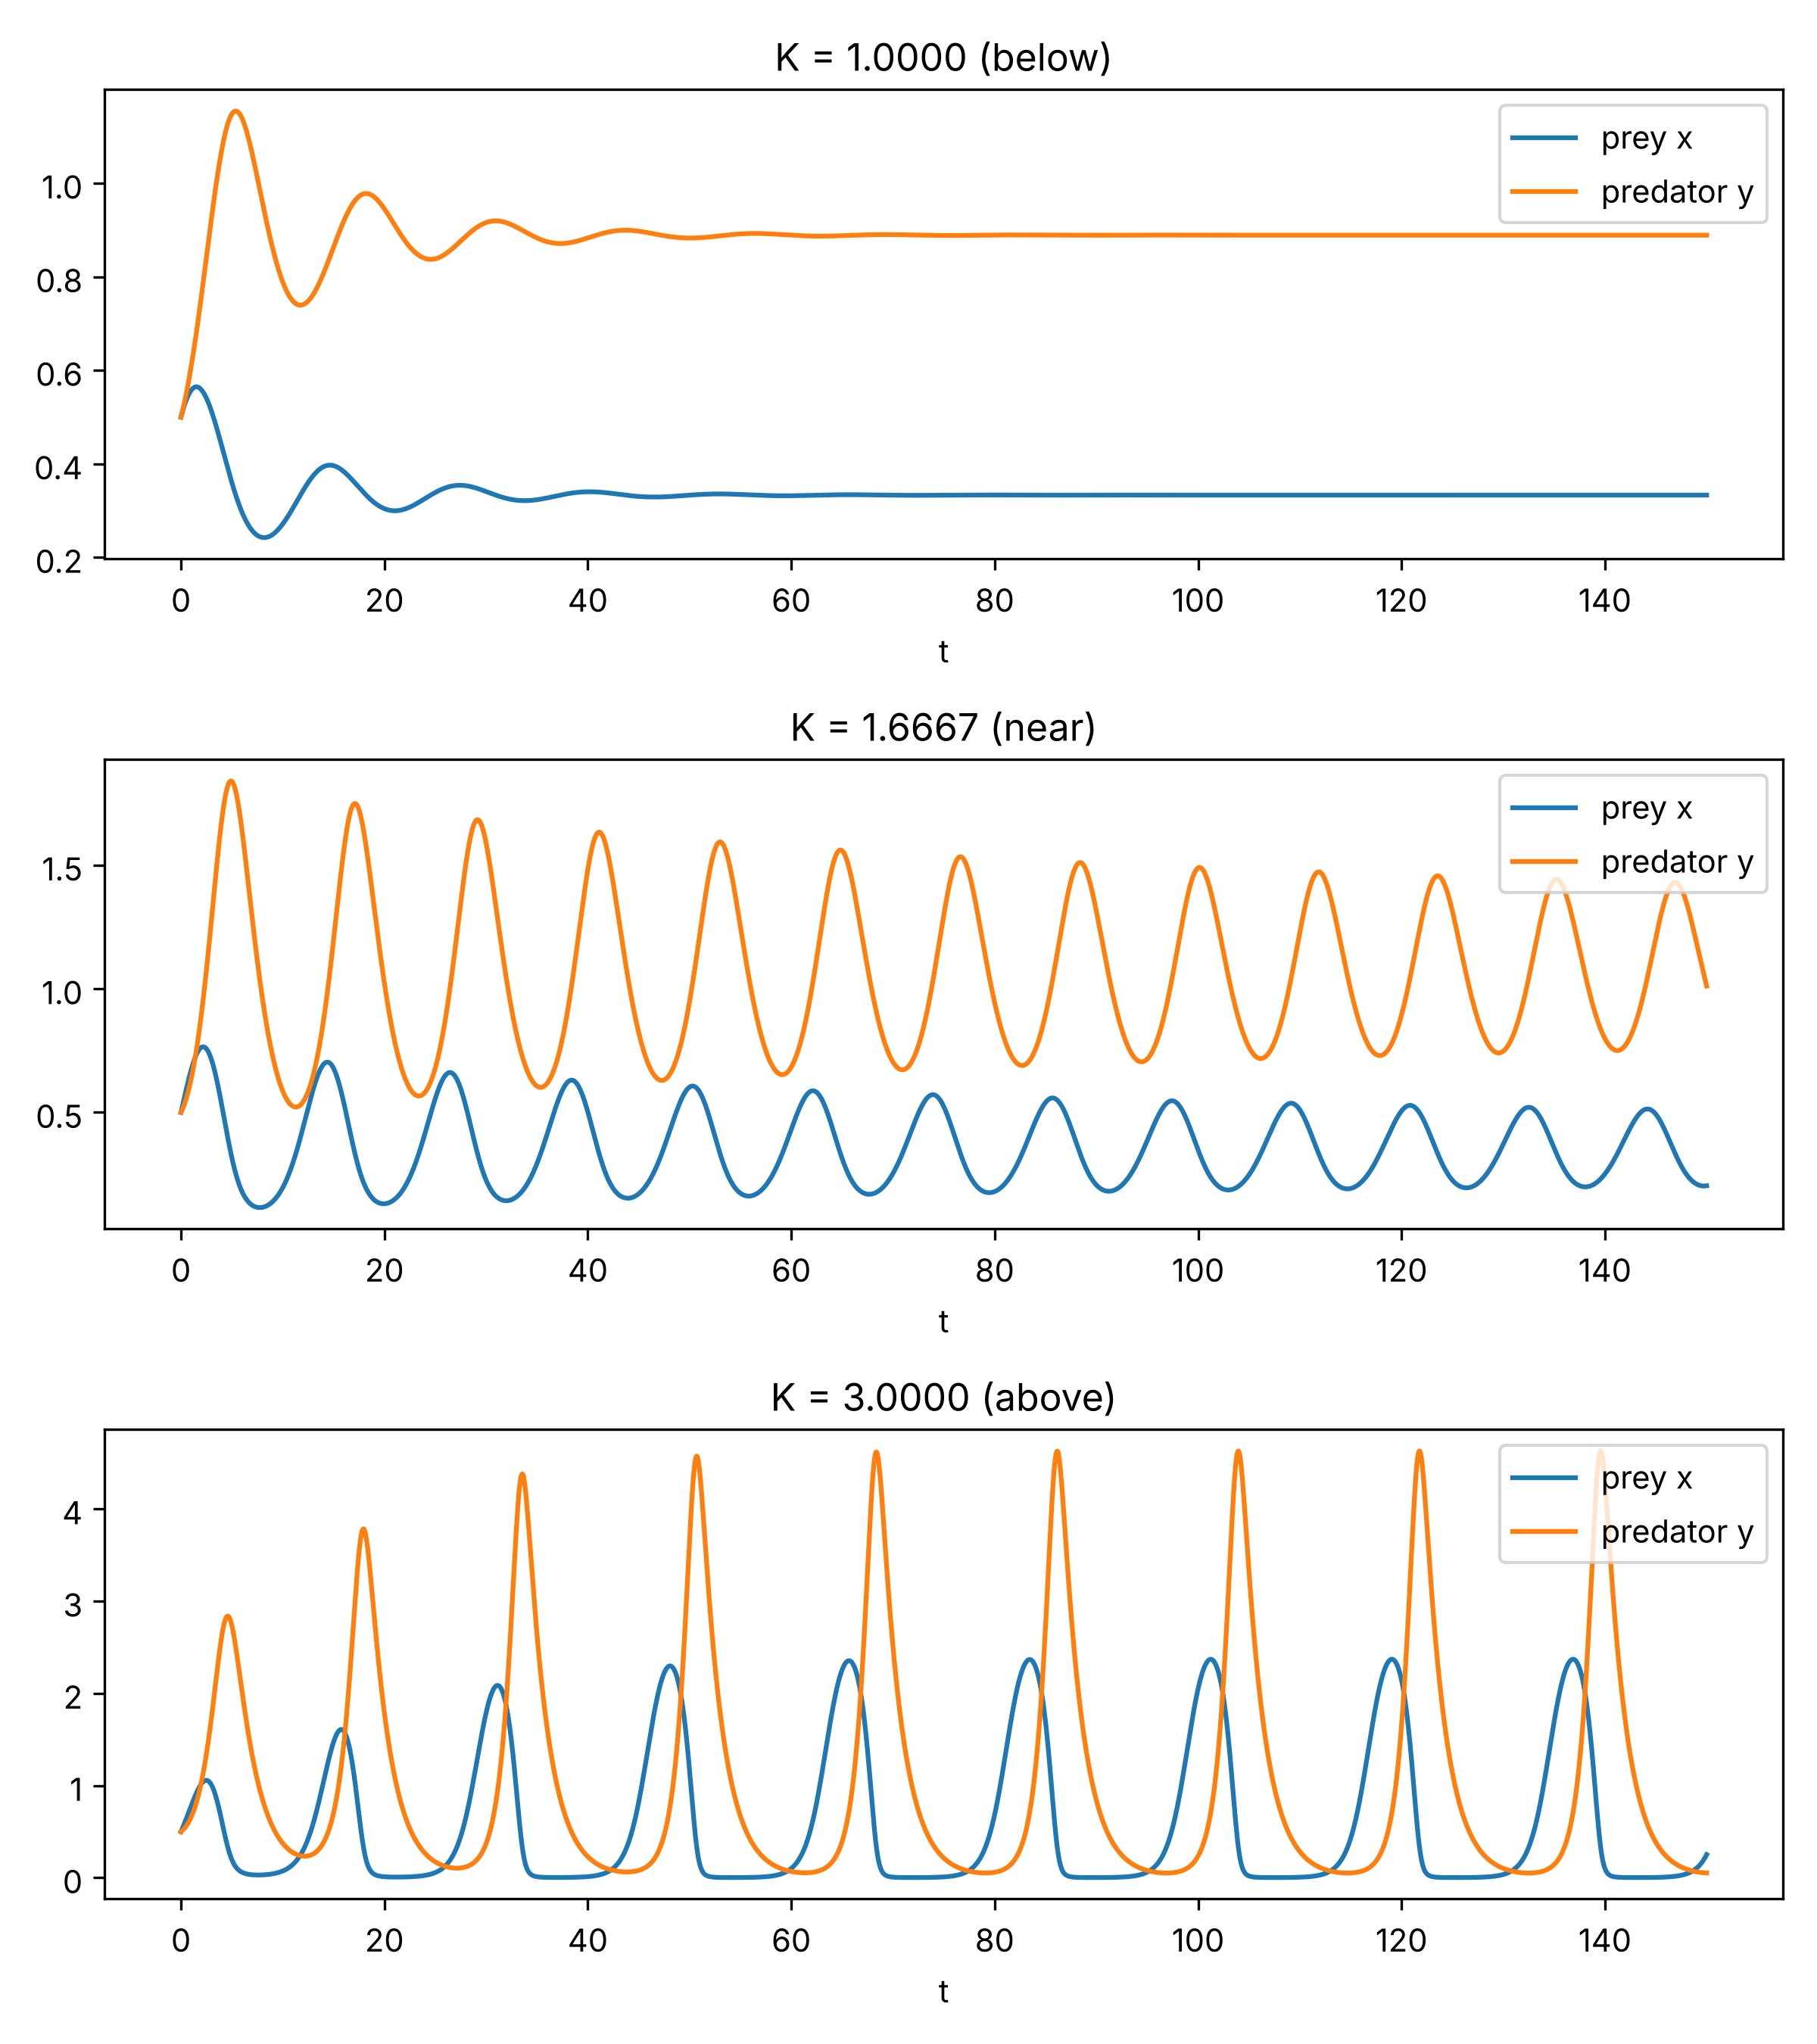 K = 1.0000 (below)
prey x
predator y
1.0
0.8
0.6
0.4
0.2
0 20 40 60 80 100 120 140
t
K = 1.6667 (near)
prey x
predator y
1.5
1.0
0.5
0 20 40 60 80 100 120 140
t
K = 3.0000 (above)
prey x
predator y
4
3
2
1
0
0 20 40 60 80 100 120 140
t